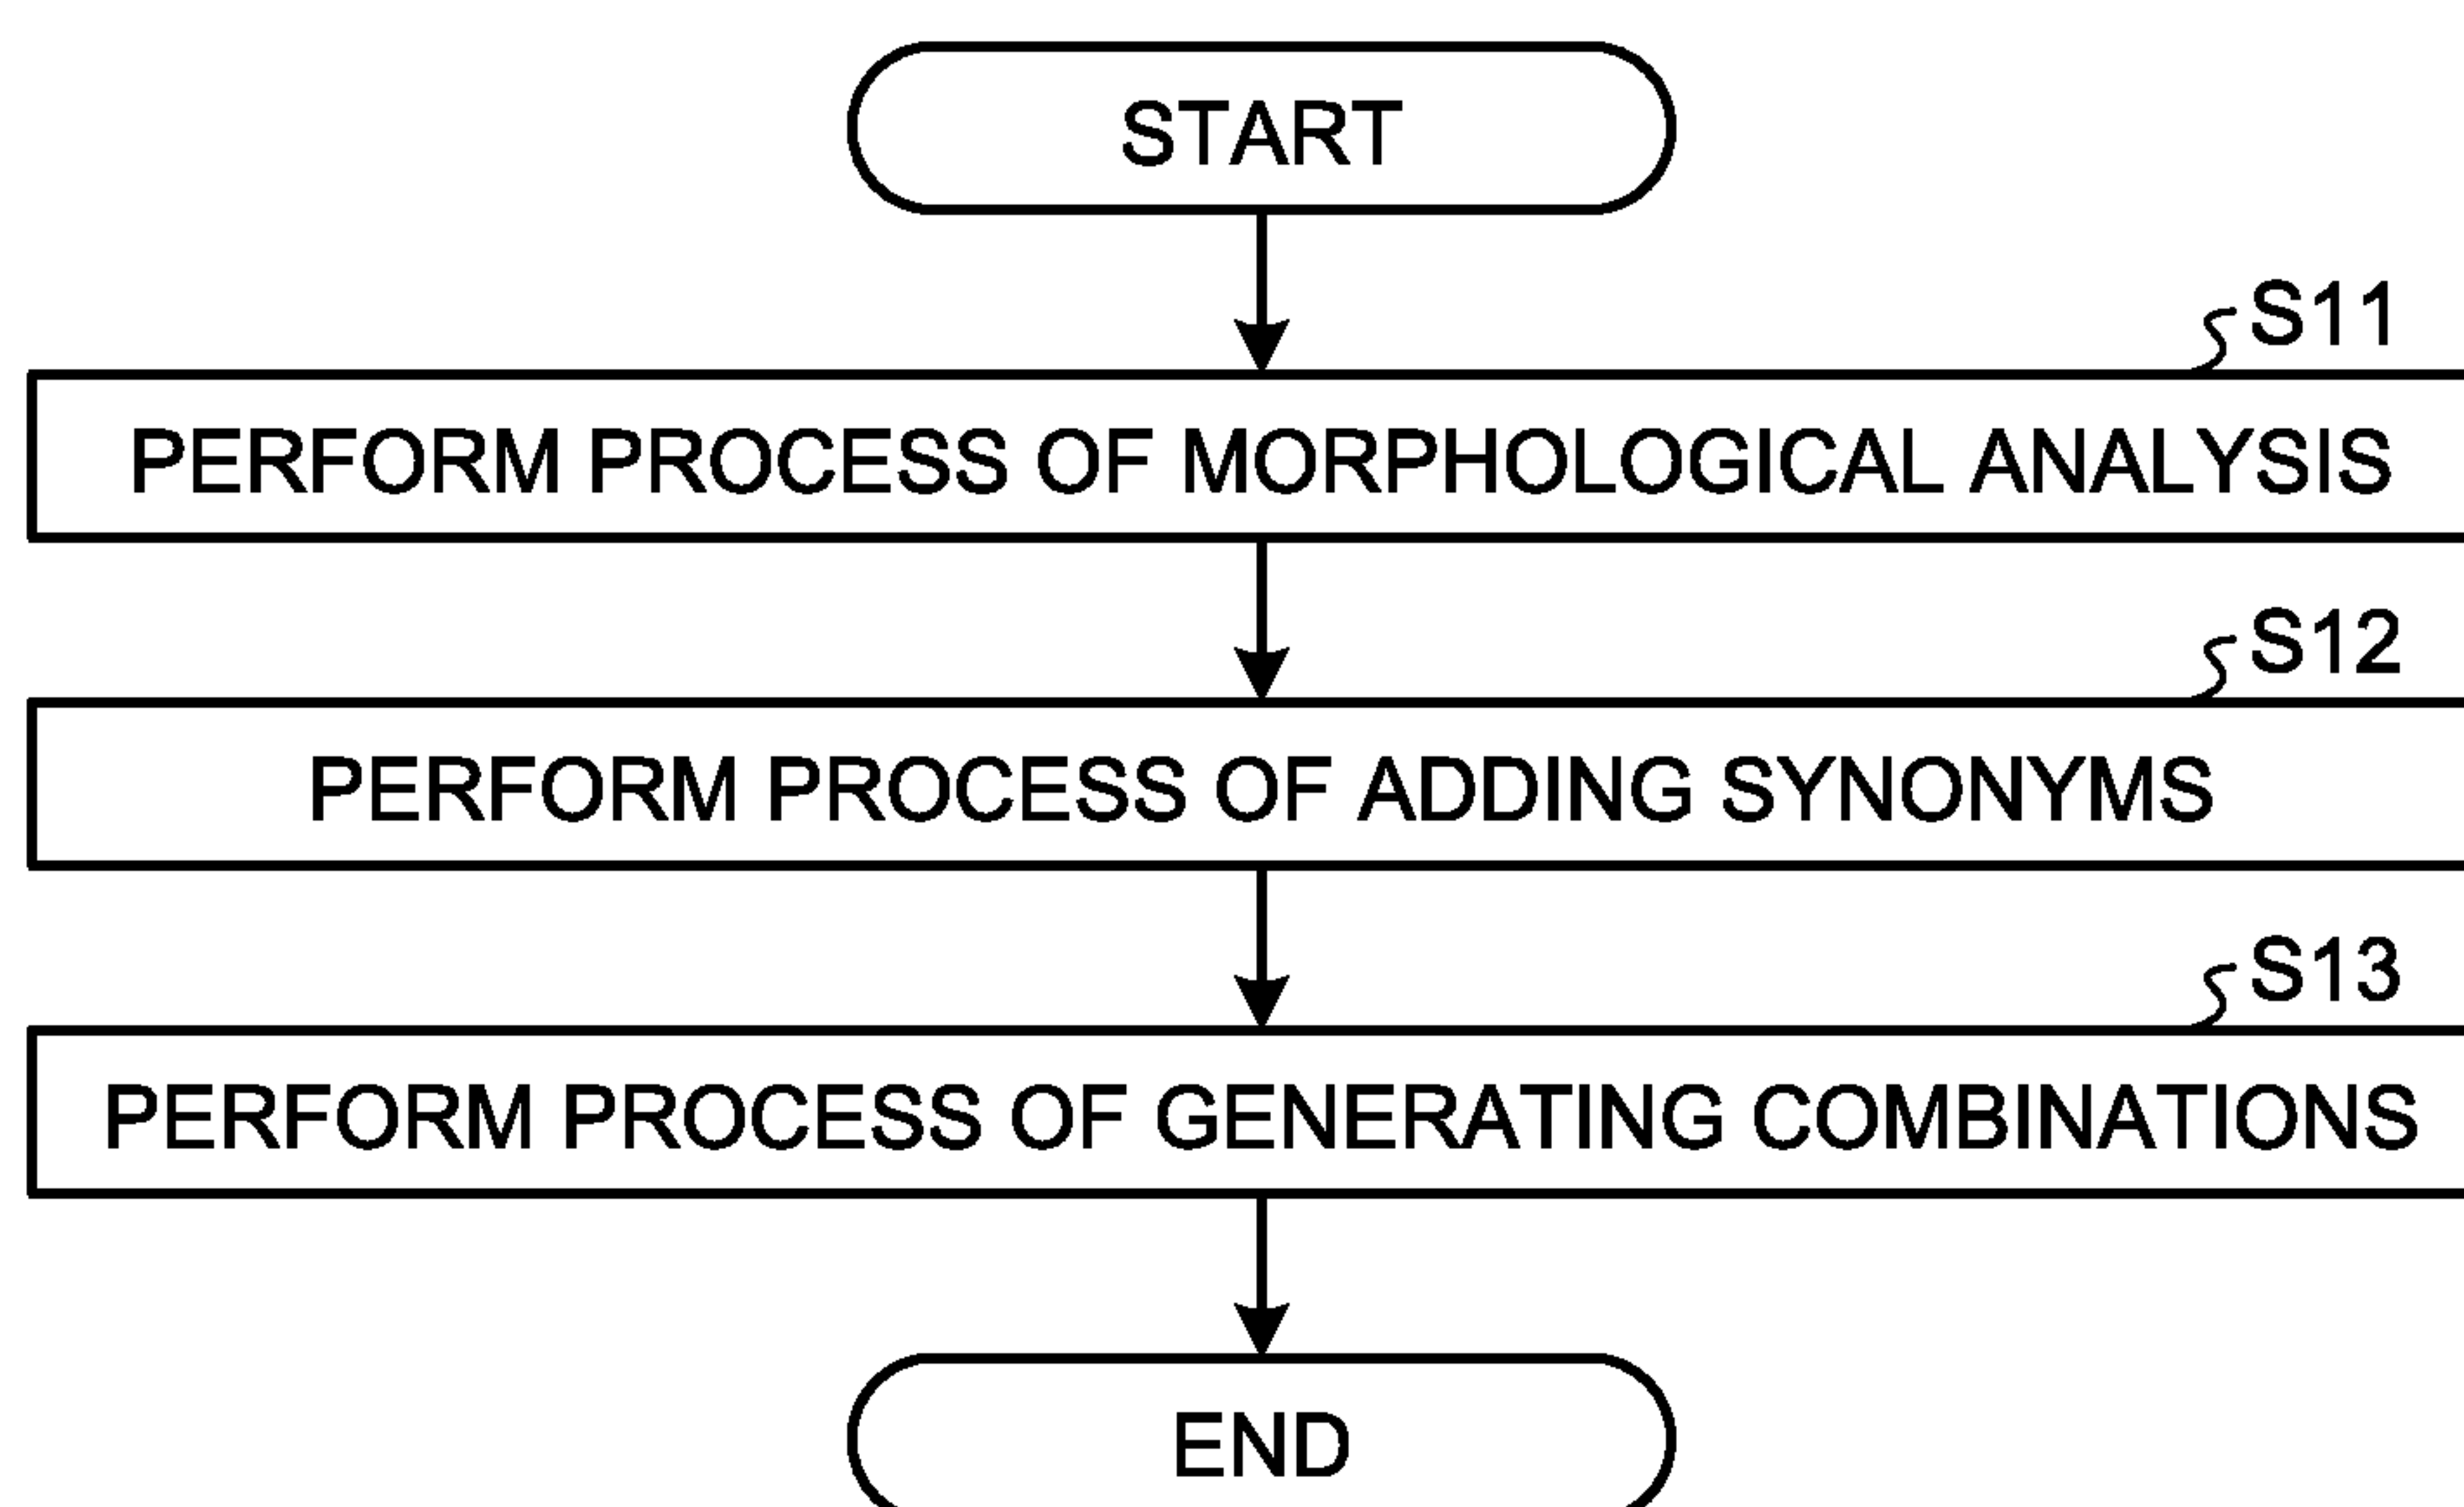 START
S11
PERFORM PROCESS OF MORPHOLOGICAL ANALYSIS
S12
PERFORM PROCESS OF ADDING SYNONYMS
S13
PERFORM PROCESS OF GENERATING COMBINATIONS
END